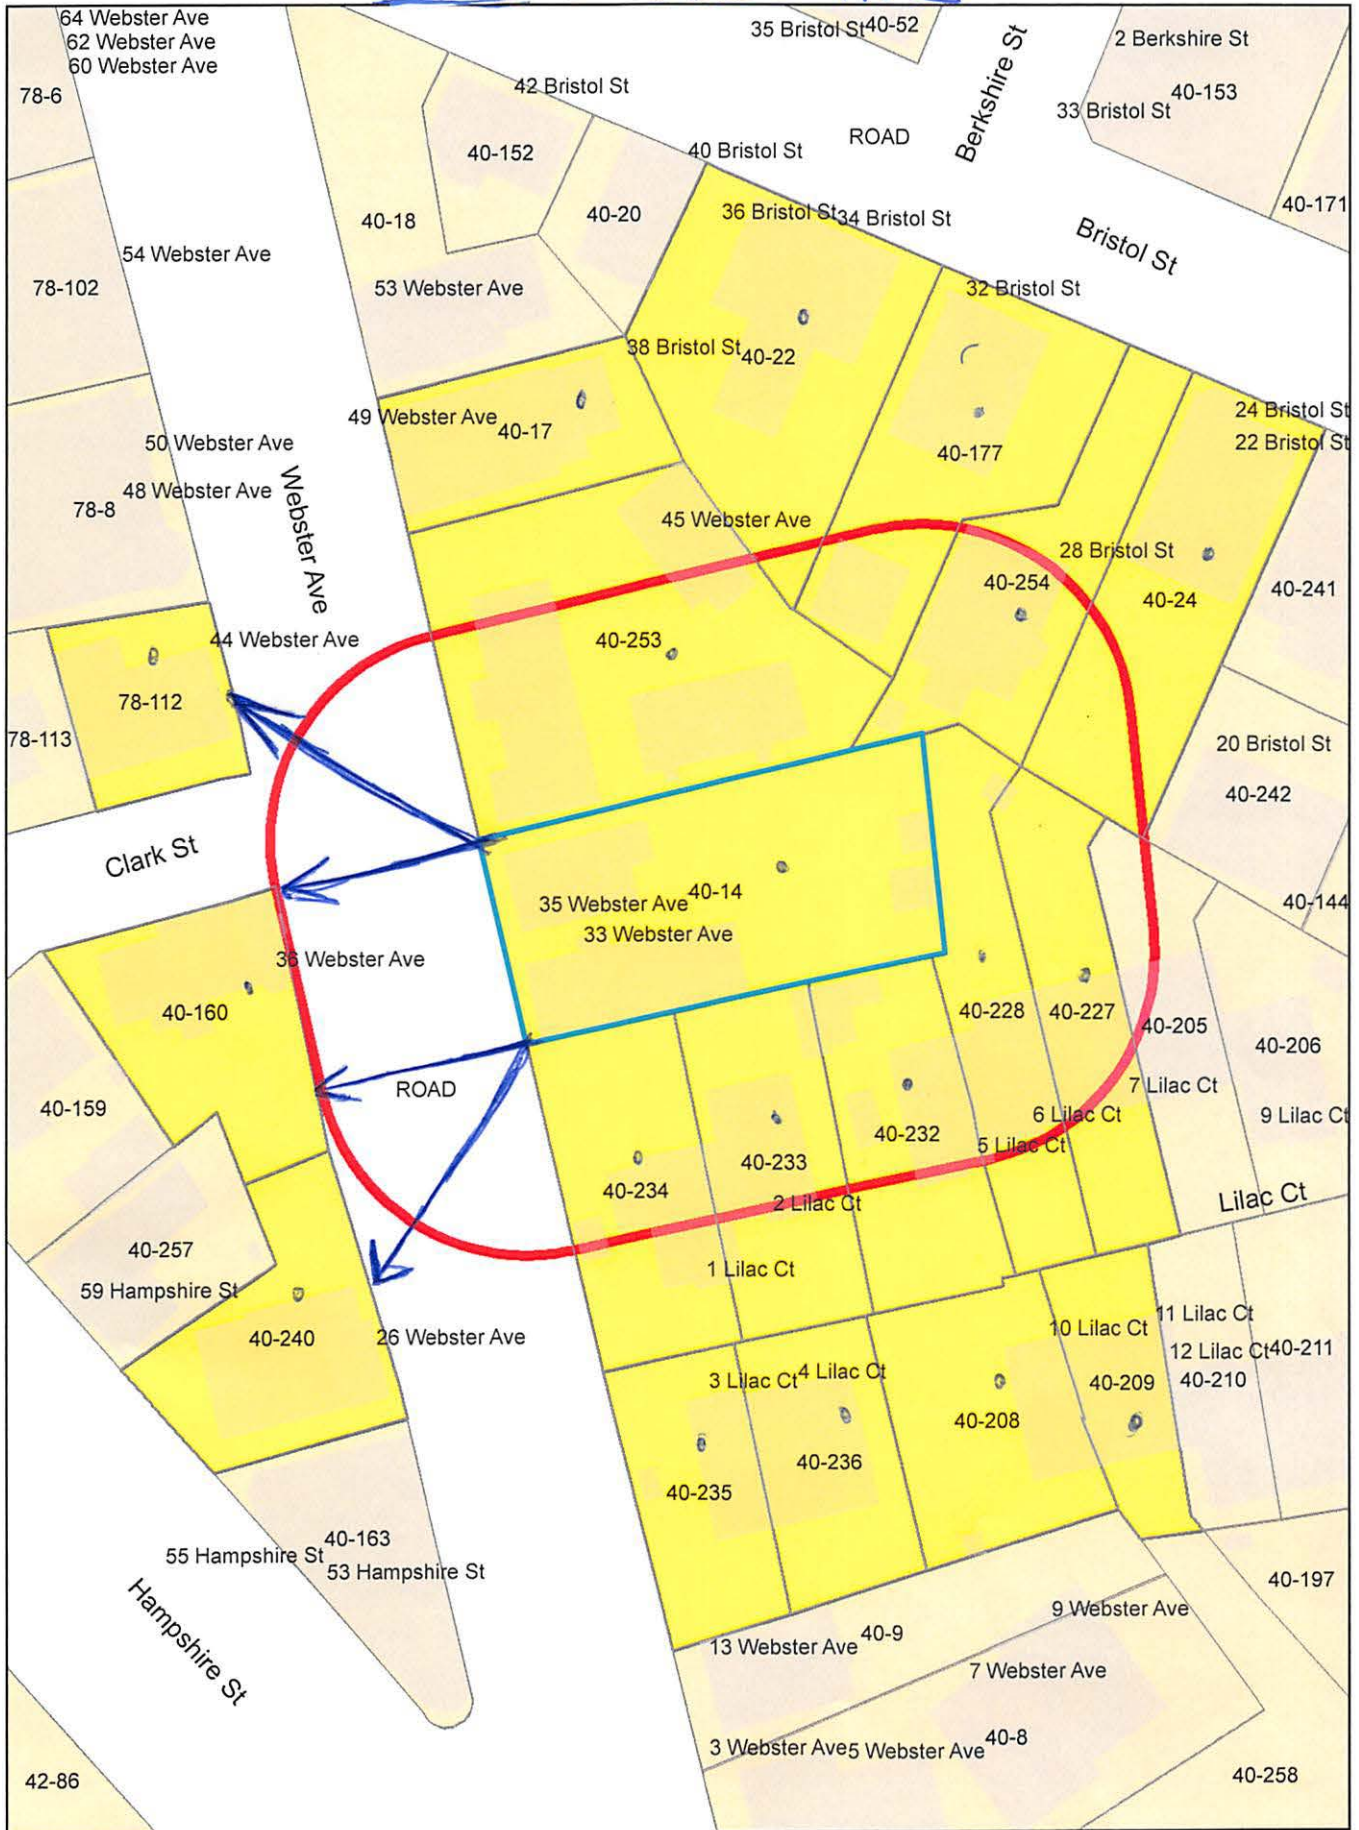 64 Webster Ave
62 Webster Ave
60 Webster Ave
35 Bristol St
40-52
2 Berkshire St
Berkshire St
78-6
42 Bristol St
40-153
33 Bristol St
ROAD
40-152
40 Bristol St
40-18
40-20
36 Bristol St
34 Bristol St
40-171
Bristol St
54 Webster Ave
78-102
53 Webster Ave
32 Bristol St
38 Bristol St
40-22
49 Webster Ave
40-17
24 Bristol St
22 Bristol St
50 Webster Ave
40-177
48 Webster Ave
78-8
Webster Ave
45 Webster Ave
28 Bristol St
40-254
40-24
40-241
44 Webster Ave
40-253
78-112
78-113
20 Bristol St
40-242
Clark St
35 Webster Ave
40-14
33 Webster Ave
40-144
36 Webster Ave
40-160
40-228
40-227
40-205
40-206
ROAD
40-159
7 Lilac Ct
6 Lilac Ct
9 Lilac Ct
40-232
5 Lilac Ct
40-233
40-234
2 Lilac Ct
Lilac Ct
40-257
1 Lilac Ct
59 Hampshire St
40-240
26 Webster Ave
10 Lilac Ct
11 Lilac Ct
12 Lilac Ct
40-211
3 Lilac Ct
4 Lilac Ct
40-209
40-210
40-208
40-236
40-235
40-163
55 Hampshire St
53 Hampshire St
40-197
Hampshire St
9 Webster Ave
13 Webster Ave
40-9
7 Webster Ave
3 Webster Ave
5 Webster Ave
40-8
42-86
40-258